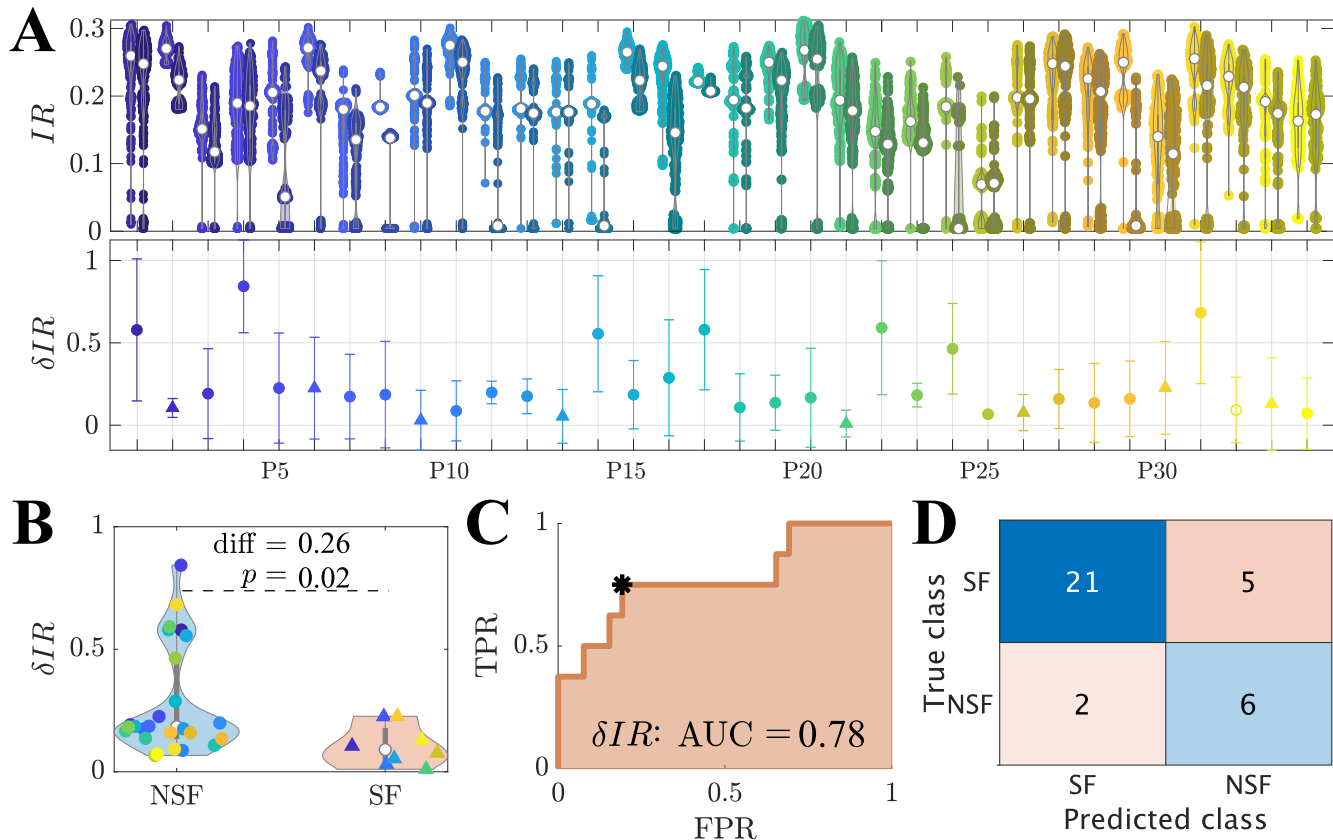 A
IR
0.3
0.2
0.1
0
δIR
1
0.5
0
P5 P10 P15 P20 P25 P30
B
δIR
1
0.5
0
diff = 0.26
p = 0.02
NSF SF
C
TPR
1
0.5
0
δIR: AUC = 0.78
0 0.5 1
FPR
D
True class
SF 21 5
NSF 2 6
SF NSF
Predicted class